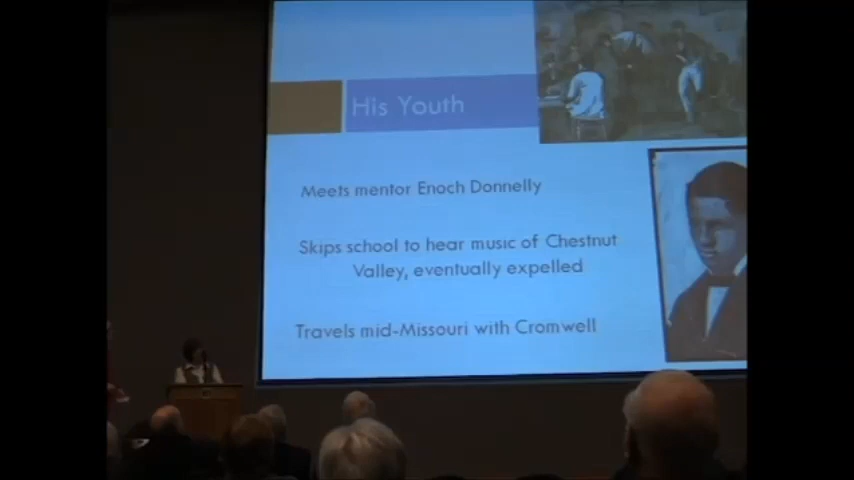 His Youth
Meets mentor Enoch Donnelly
Skips school to hear music of Chestnut
Valley, eventually expelled
Travels mid-Missouri with Cromwell